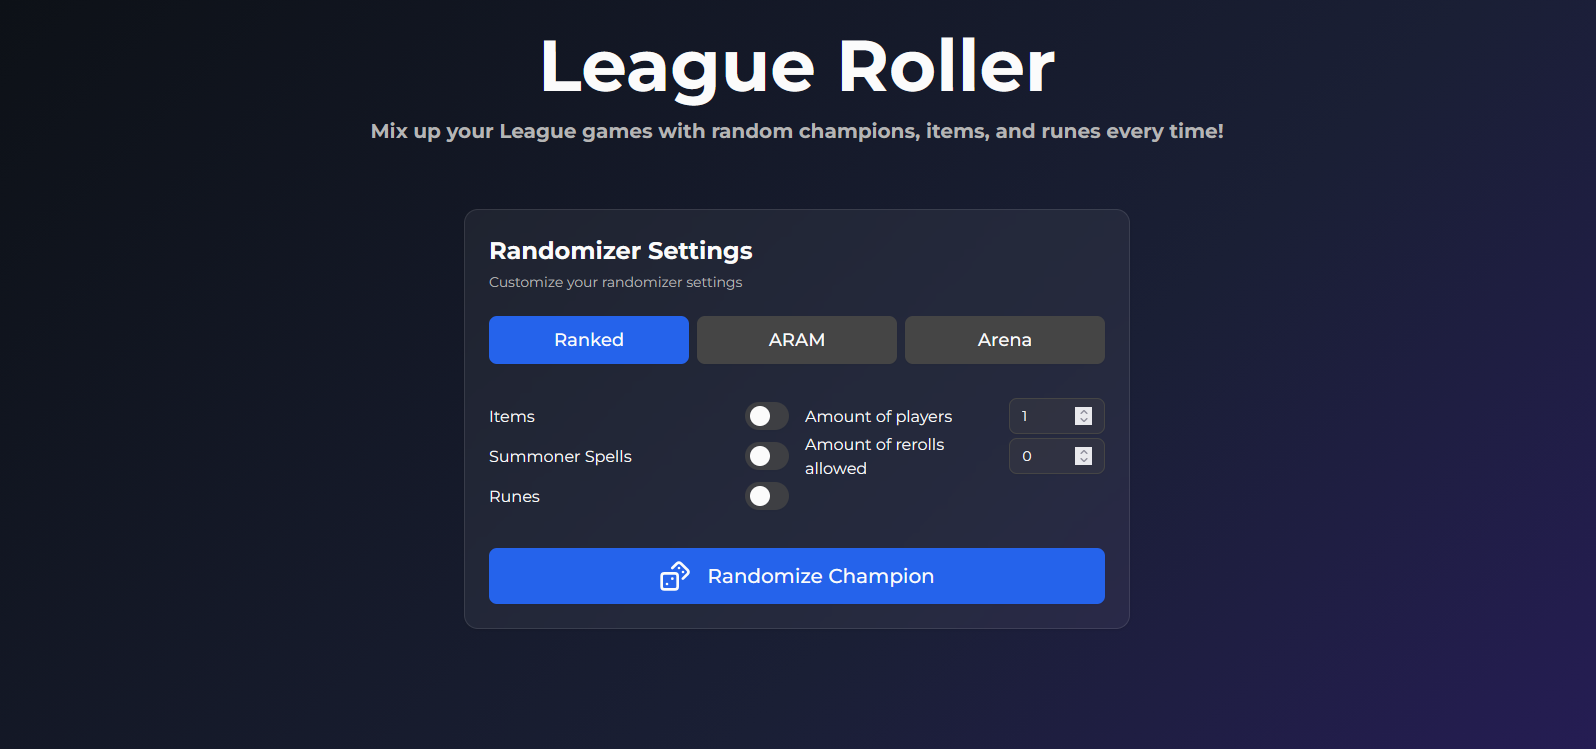 League Roller
Mix up your League games with random champions, items, and runes every time!
Randomizer Settings
Customize your randomizer settings
Ranked
ARAM
Arena
Items
Amount of players
1
Summoner Spells
Amount of rerolls
allowed
0
Runes
Randomize Champion